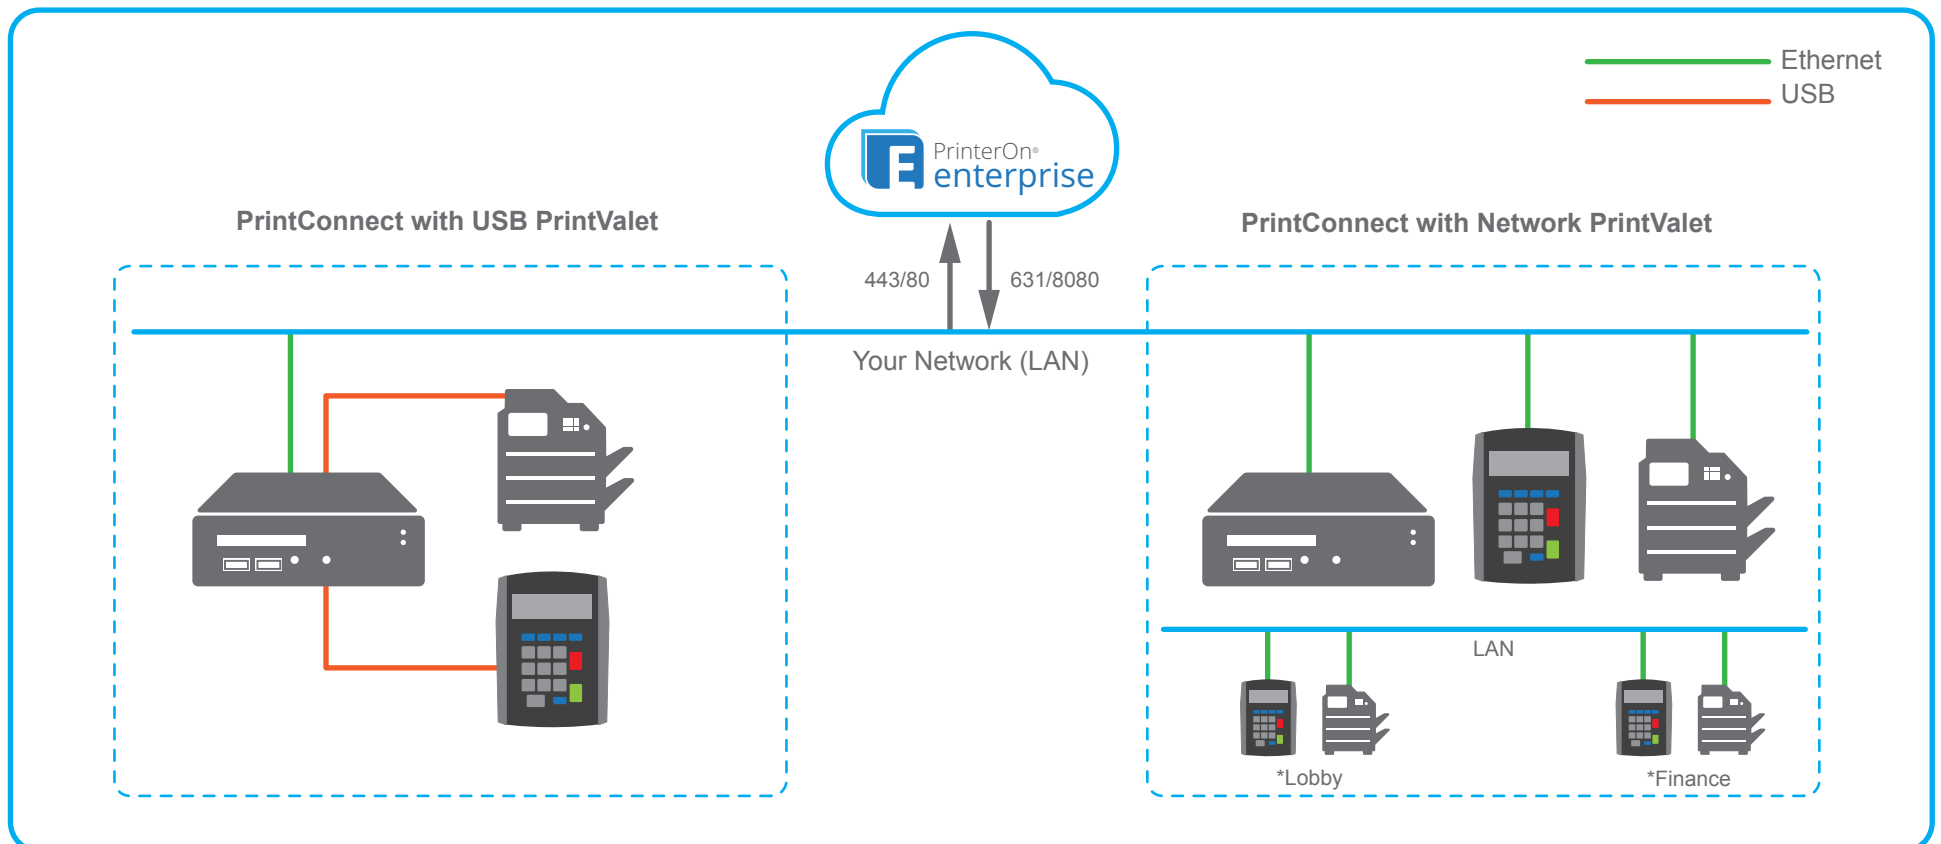 Ethernet
USB
PrinterOn®
enterprise
PrintConnect with USB PrintValet
PrintConnect with Network PrintValet
443/80
631/8080
Your Network (LAN)
LAN
*Lobby
*Finance